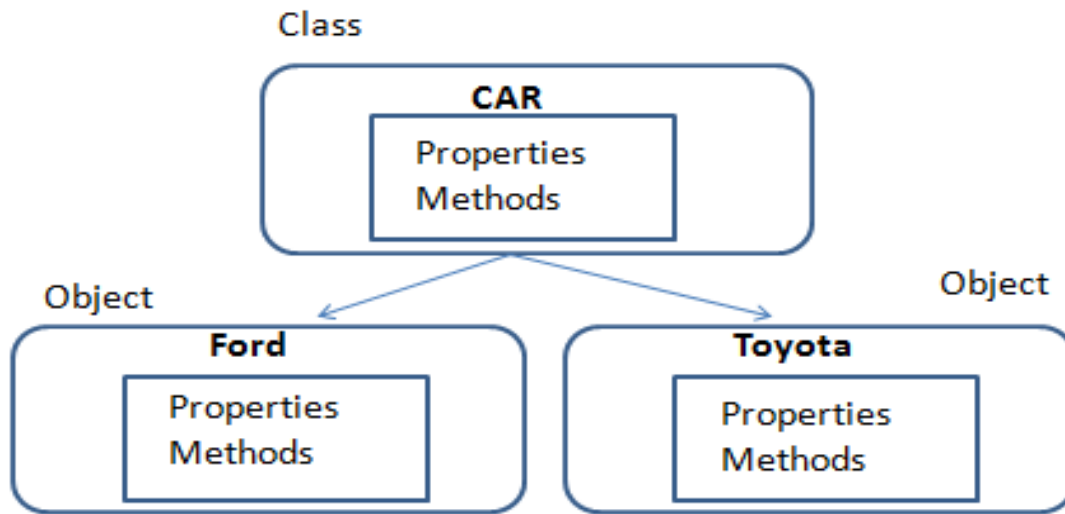 Class
CAR
Properties
Methods
Object
Object
Ford
Properties
Methods
Toyota
Properties
Methods